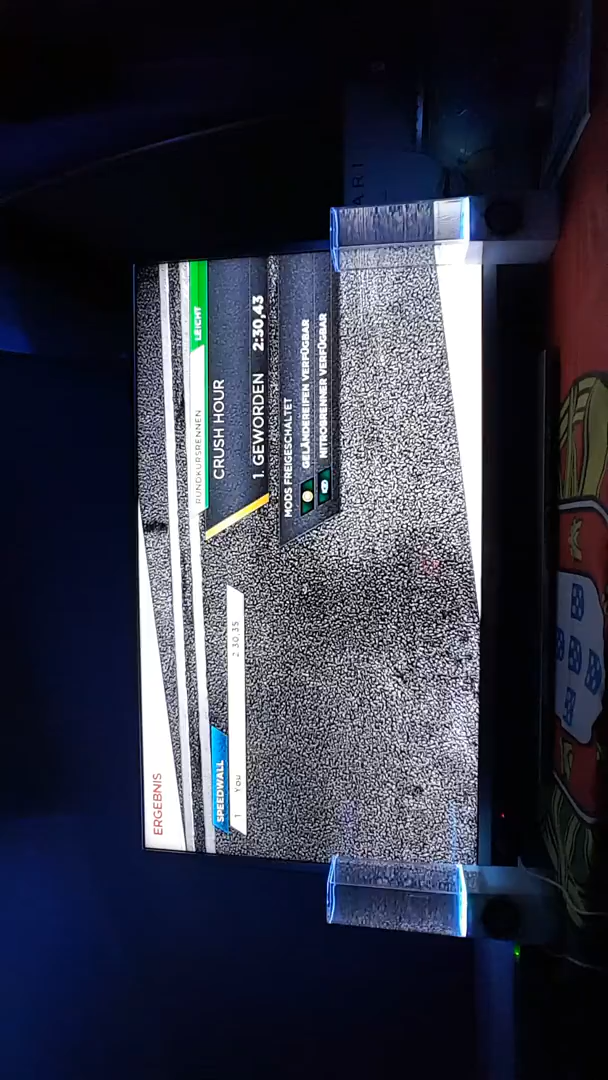 ERGEBNIS
SPEEDWALL
1 You 2:30,35
RUNDKURSRENNEN LEICHT
CRUSH HOUR
1. GEWORDEN 2:30,43
MODS FREIGESCHALTET
GELÄNDEREIFEN VERFÜGBAR
NITROBRENNER VERFÜGBAR